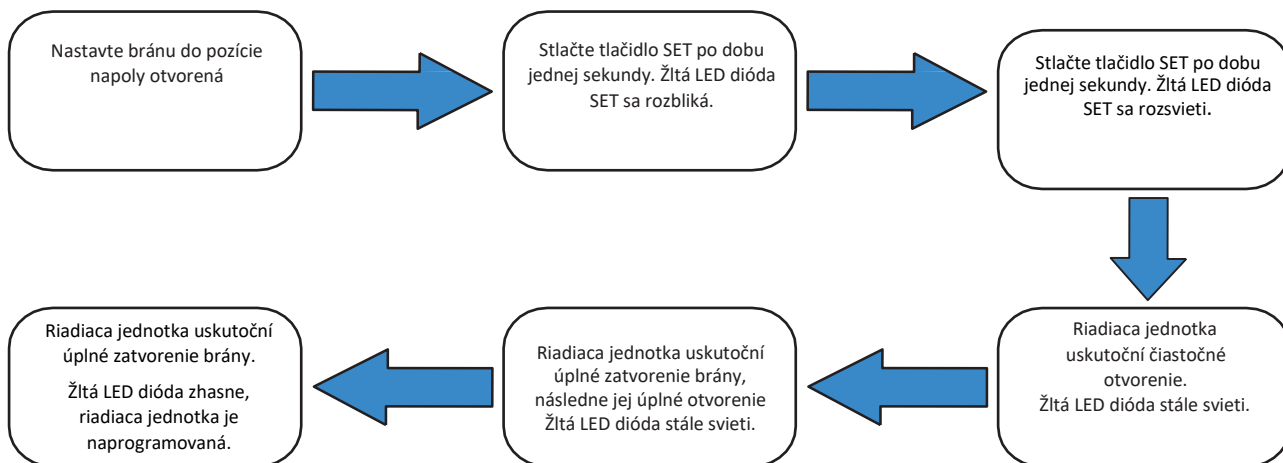 Nastavte bránu do pozície
napoly otvorená
Stlačte tlačidlo SET po dobu
jednej sekundy. Žltá LED dióda
SET sa rozbliká.
Stlačte tlačidlo SET po dobu
jednej sekundy. Žltá LED dióda
SET sa rozsvieti.
Riadiaca jednotka
uskutoční čiastočné
otvorenie.
Žltá LED dióda stále svieti.
Riadiaca jednotka uskutoční
úplné zatvorenie brány,
následne jej úplné otvorenie
Žltá LED dióda stále svieti.
Riadiaca jednotka uskutoční
úplné zatvorenie brány.
Žltá LED dióda zhasne,
riadiaca jednotka je
naprogramovaná.